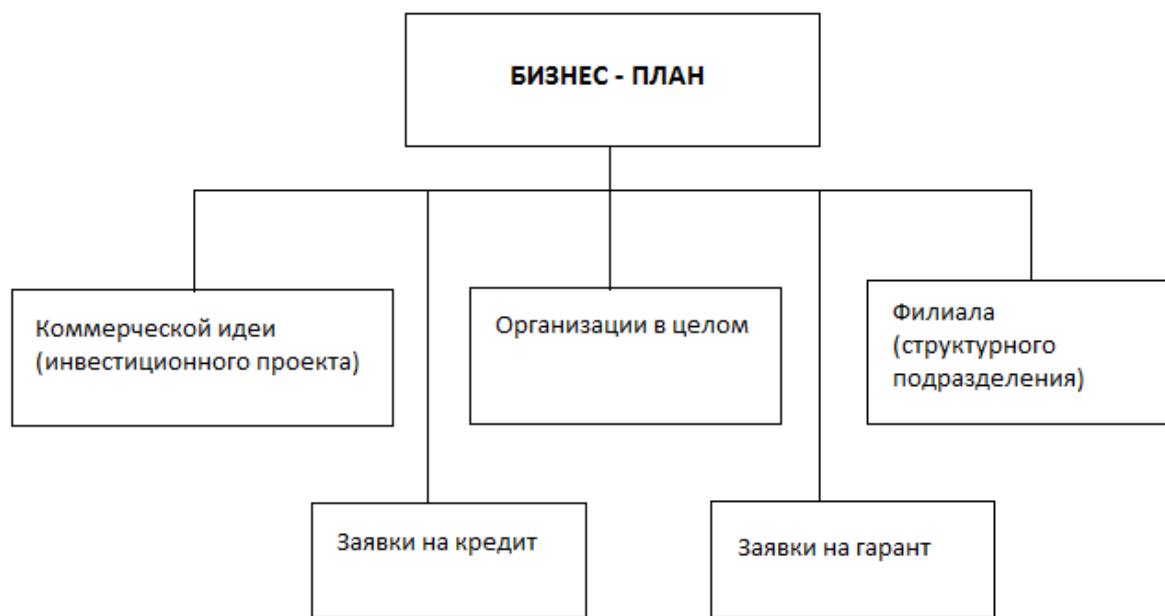 БИЗНЕС - ПЛАН
Коммерческой идеи
(инвестиционного проекта)
Организации в целом
Филиала
(структурного
подразделения)
Заявки на кредит
Заявки на гарант